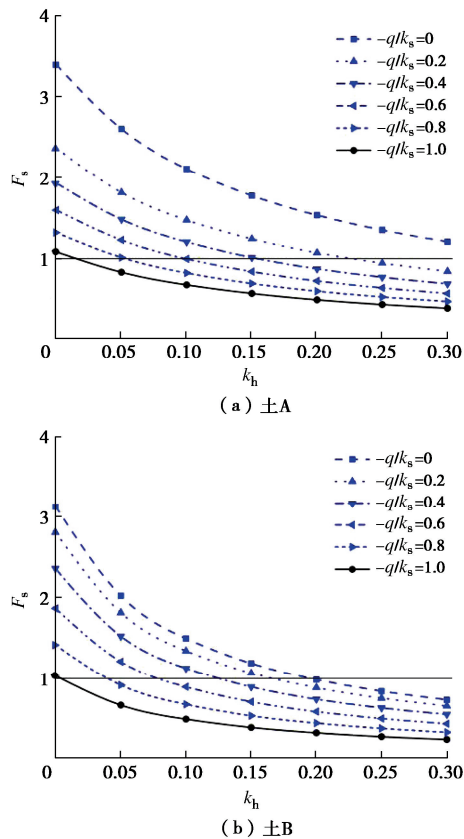 4
3
2
1
0
F_s
-q/k_s=0
-q/k_s=0.2
-q/k_s=0.4
-q/k_s=0.6
-q/k_s=0.8
-q/k_s=1.0
0.05 0.10 0.15 0.20 0.25 0.30
k_h
(a)土A
4
3
2
1
0
F_s
-q/k_s=0
-q/k_s=0.2
-q/k_s=0.4
-q/k_s=0.6
-q/k_s=0.8
-q/k_s=1.0
0.05 0.10 0.15 0.20 0.25 0.30
k_h
(b)土B